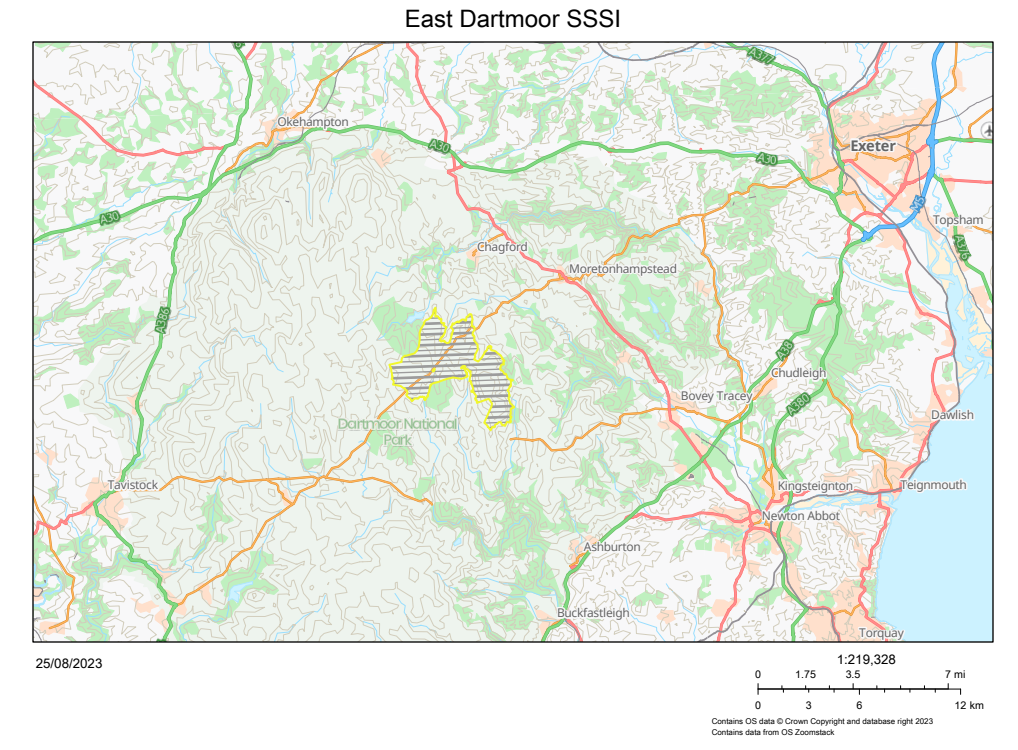 East Dartmoor SSSI
A377
Okehampton
A30
A30
Exeter
A30
M5
Topsham
A376
Chagford
Moretonhampstead
A386
A38
Chudleigh
Bovey Tracey
A380
Dawlish
Dartmoor National
Park
Tavistock
Kingsteignton
Teignmouth
Newton Abbot
Ashburton
Buckfastleigh
Torquay
25/08/2023
1:219,328
0 1.75 3.5 7 mi
0 3 6 12 km
Contains OS data © Crown Copyright and database right 2023
Contains data from OS Zoomstack